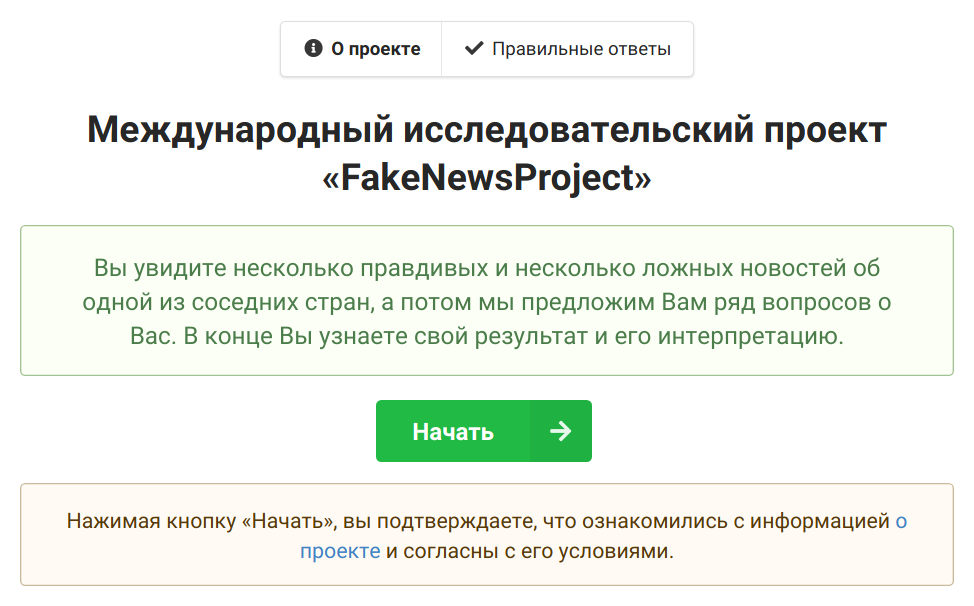 О проекте
Правильные ответы
Международный исследовательский проект
«FakeNewsProject»
Вы увидите несколько правдивых и несколько ложных новостей об
одной из соседних стран, а потом мы предложим Вам ряд вопросов о
Вас. В конце Вы узнаете свой результат и его интерпретацию.
Начать
Нажимая кнопку «Начать», вы подтверждаете, что ознакомились с информацией о
проекте и согласны с его условиями.